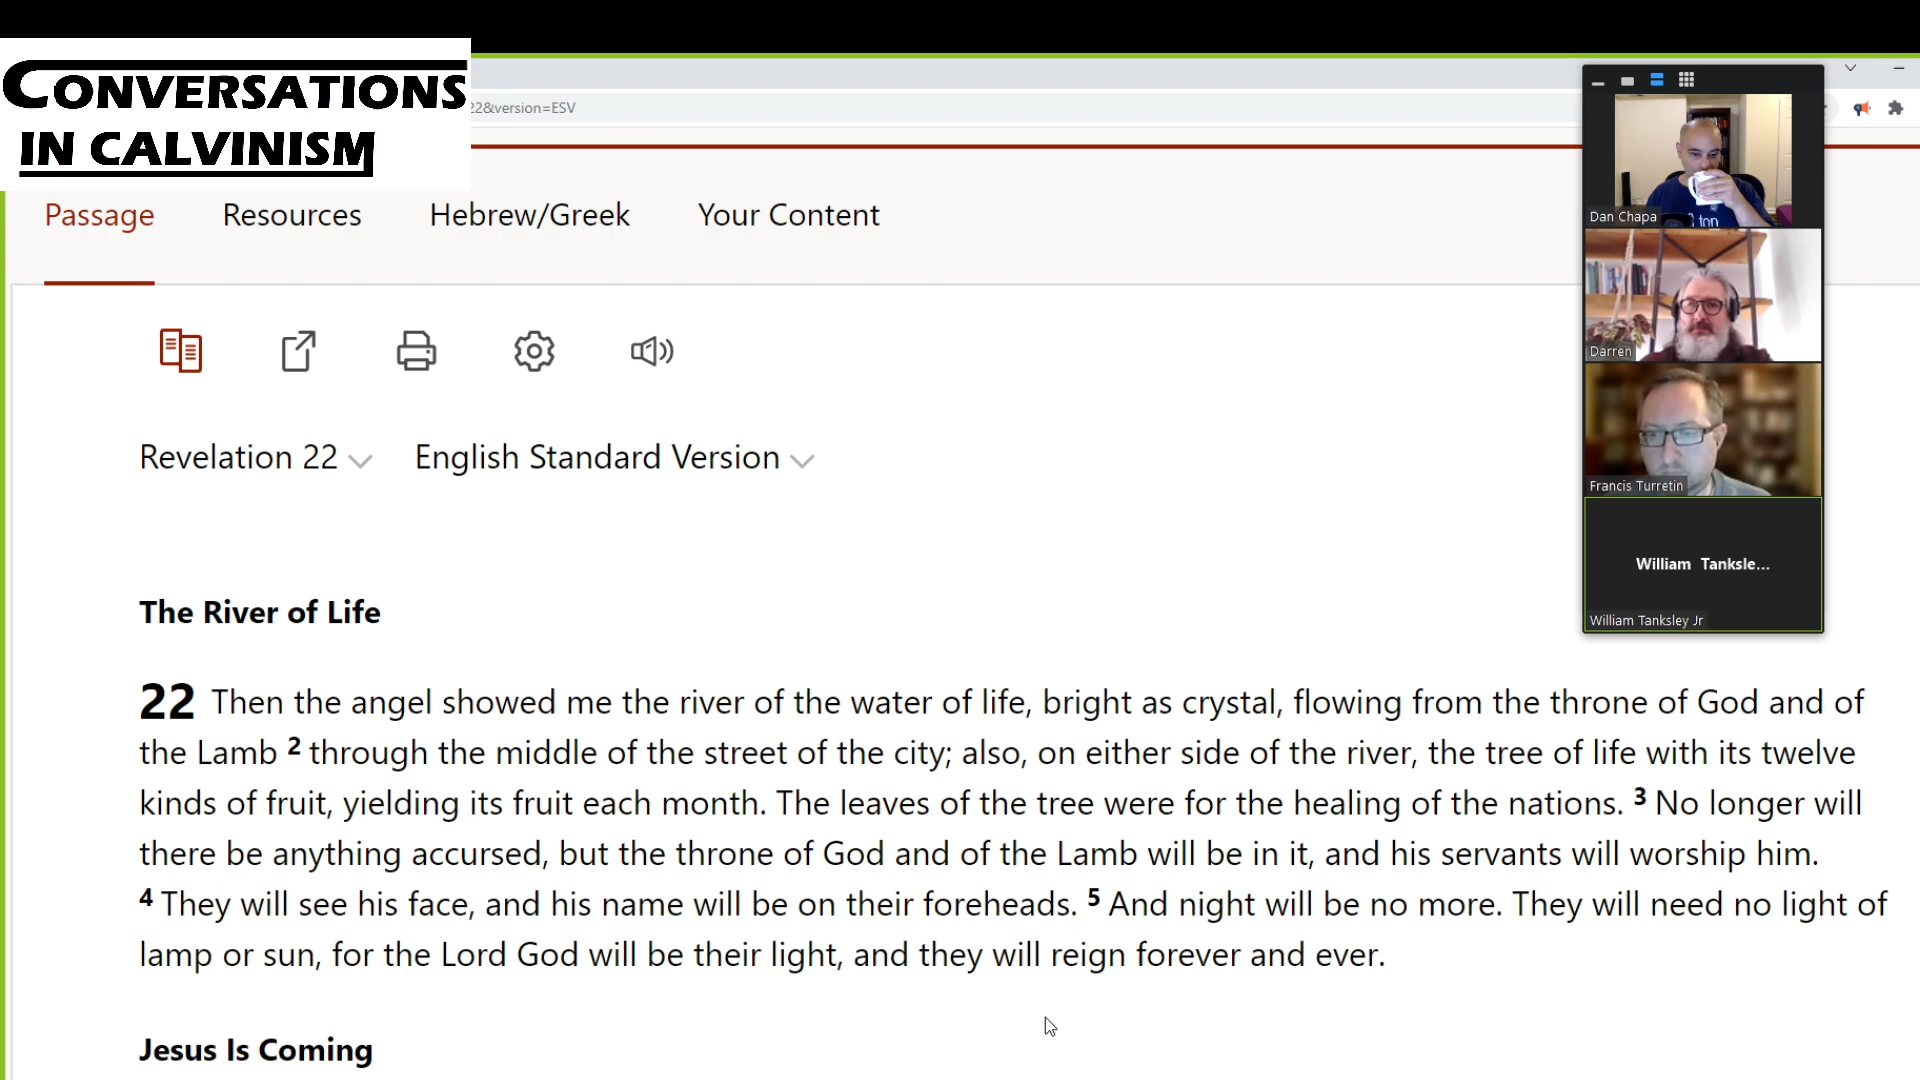 CONVERSATIONS
IN CALVINISM
22&version=ESV
Passage Resources Hebrew/Greek Your Content
Revelation 22 English Standard Version
The River of Life
22 Then the angel showed me the river of the water of life, bright as crystal, flowing from the throne of God and of
the Lamb 2 through the middle of the street of the city; also, on either side of the river, the tree of life with its twelve
kinds of fruit, yielding its fruit each month. The leaves of the tree were for the healing of the nations. 3 No longer will
there be anything accursed, but the throne of God and of the Lamb will be in it, and his servants will worship him.
4 They will see his face, and his name will be on their foreheads. 5 And night will be no more. They will need no light of
lamp or sun, for the Lord God will be their light, and they will reign forever and ever.
Jesus Is Coming
Dan Chapa
top
Darren
Francis Turretin
William Tanksle...
William Tanksley Jr